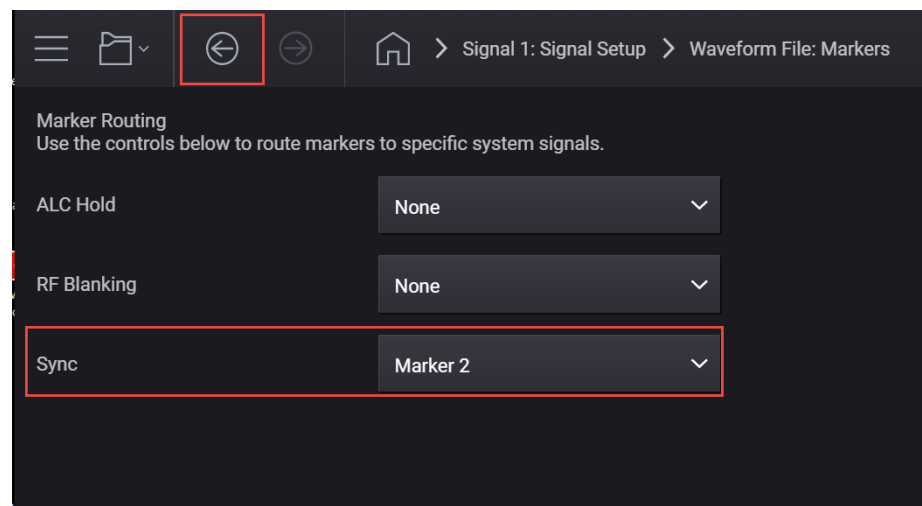 Signal 1: Signal Setup Waveform File: Markers
Marker Routing
Use the controls below to route markers to specific system signals.
ALC Hold None
RF Blanking None
Sync Marker 2